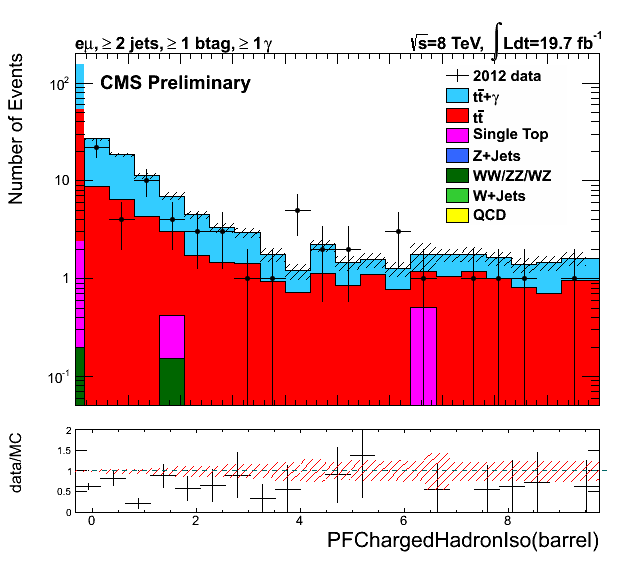 eμ, ≥ 2 jets, ≥ 1 btag, ≥ 1 γ
√s=8 TeV, ∫Ldt=19.7 fb⁻¹
CMS Preliminary
Number of Events
10²
10
1
10⁻¹
2012 data
tt̄+γ
tt̄
Single Top
Z+Jets
WW/ZZ/WZ
W+Jets
QCD
data/MC
2
1.5
1
0.5
0
0 2 4 6 8
PFChargedHadronIso(barrel)